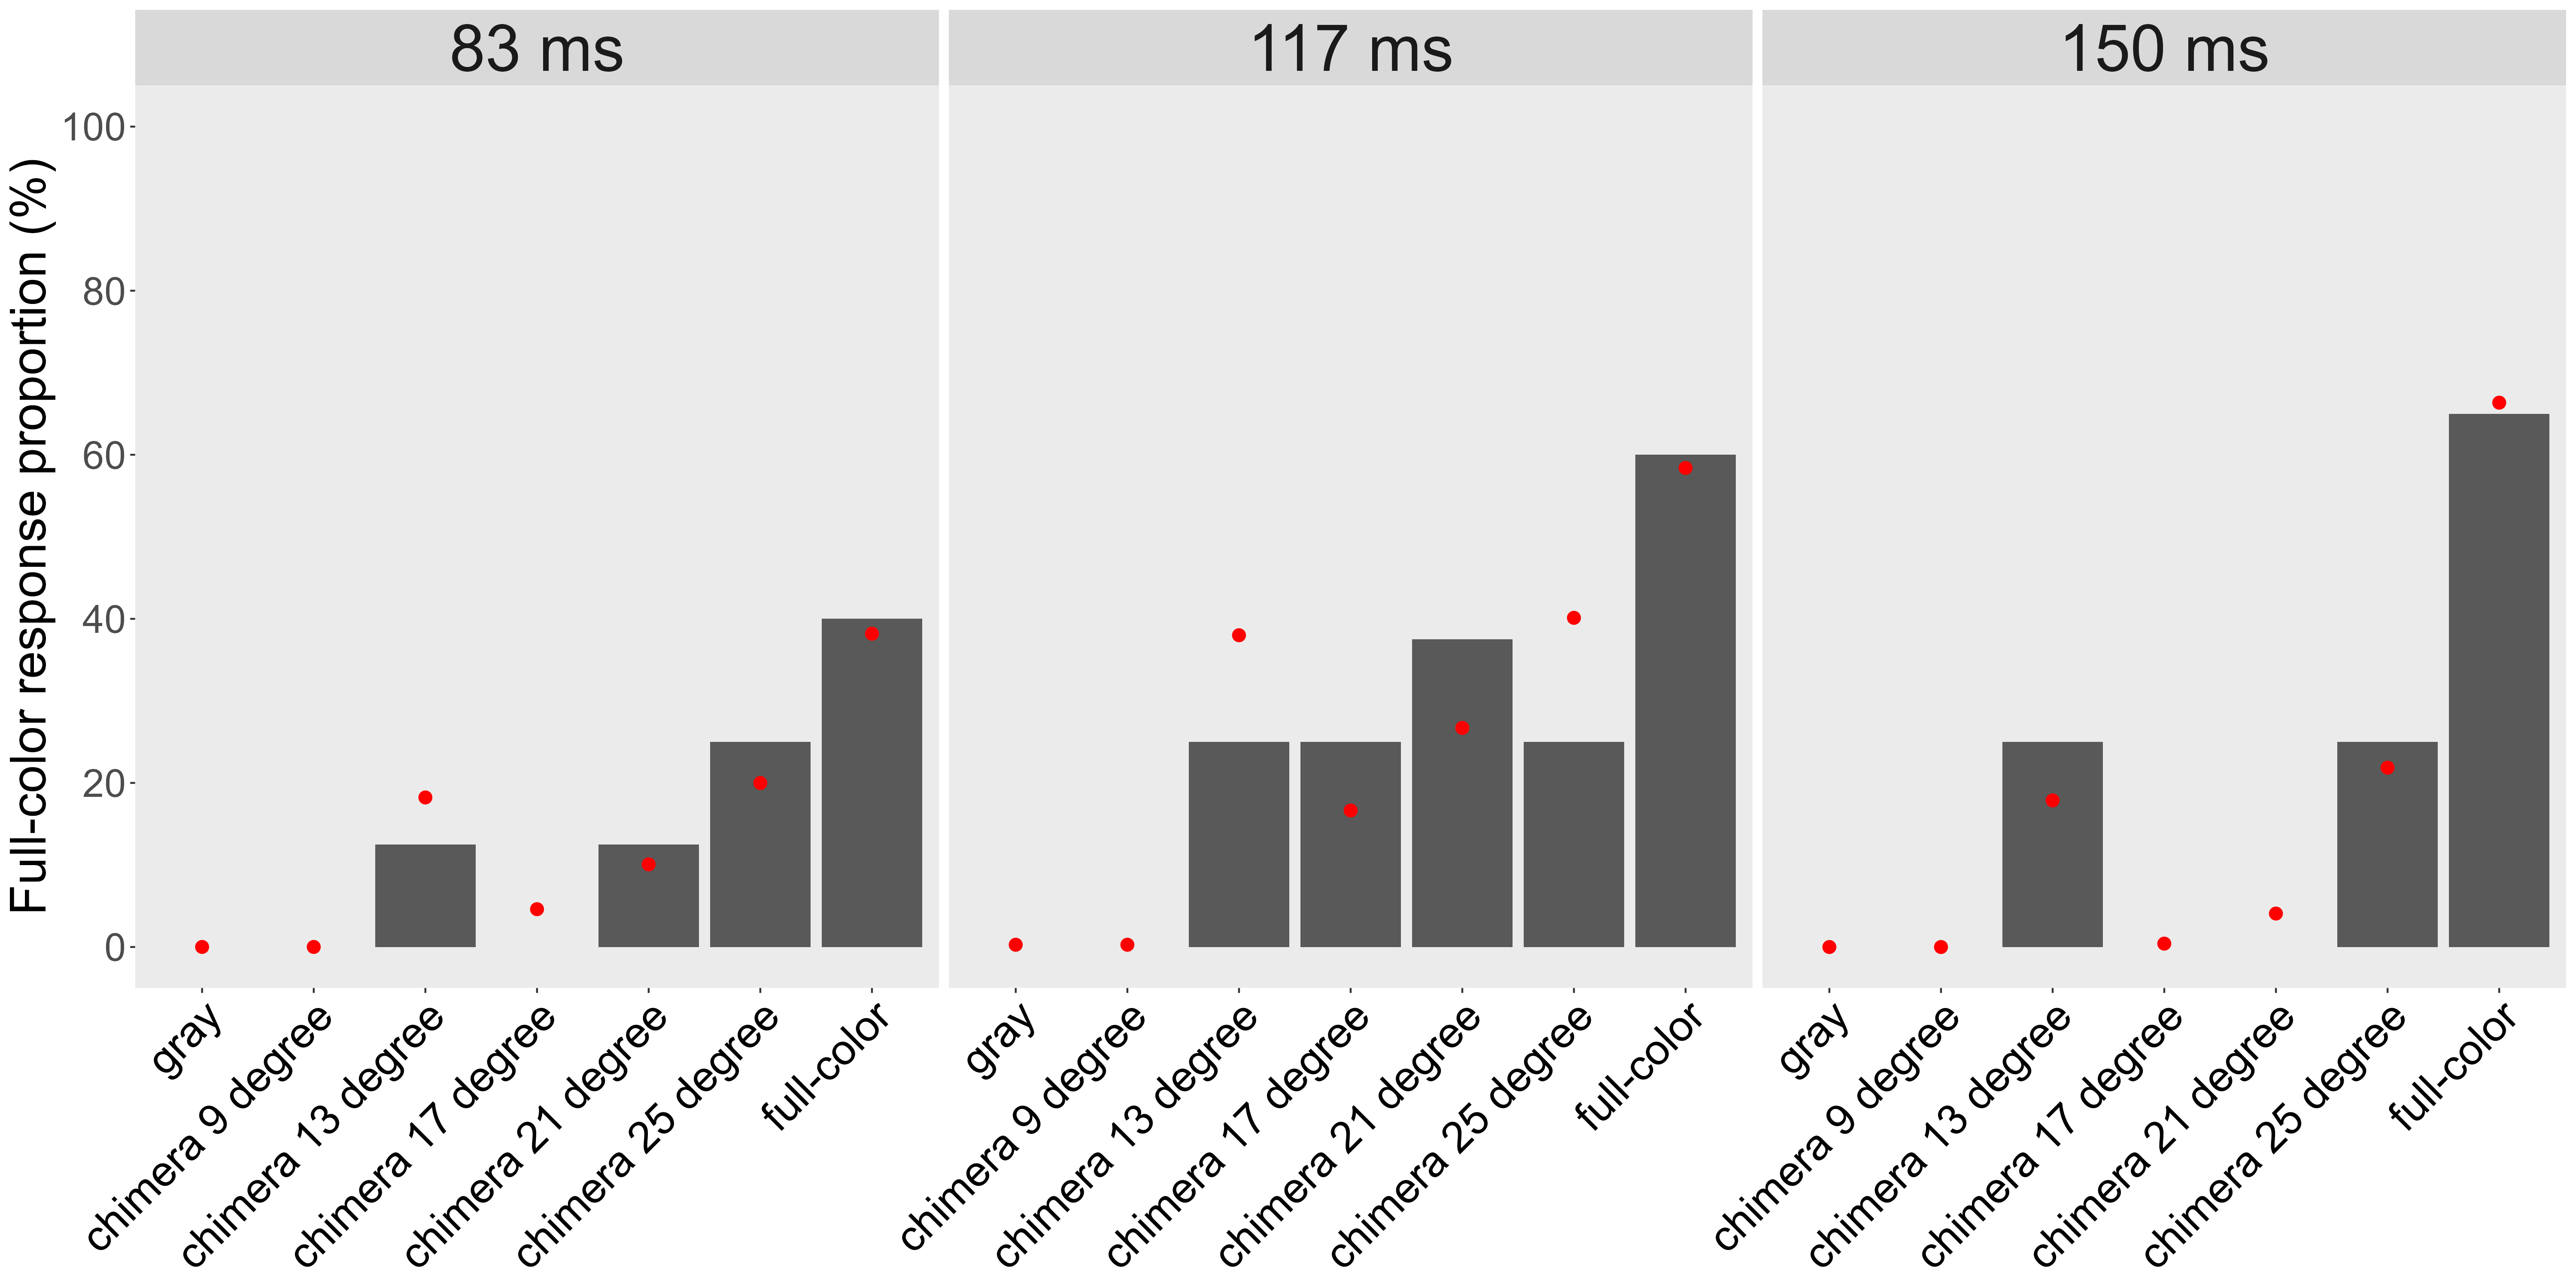 83 ms
117 ms
150 ms
Full-color response proportion (%)
100
80
60
40
20
0
gray
chimera 9 degree
chimera 13 degree
chimera 17 degree
chimera 21 degree
chimera 25 degree
full-color
gray
chimera 9 degree
chimera 13 degree
chimera 17 degree
chimera 21 degree
chimera 25 degree
full-color
gray
chimera 9 degree
chimera 13 degree
chimera 17 degree
chimera 21 degree
chimera 25 degree
full-color